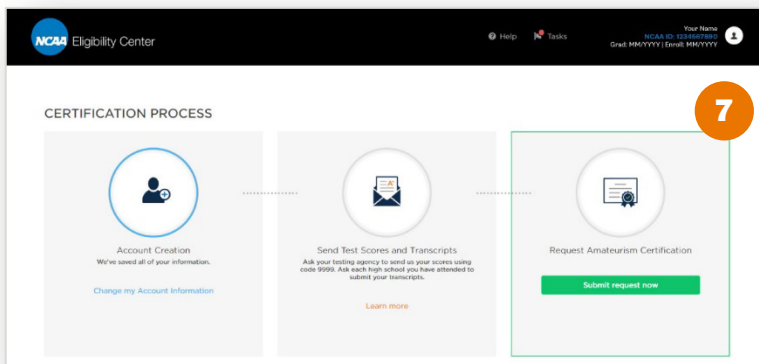 NCAA Eligibility Center
Help
Tasks
Your Name
NCAA ID: 1234567890
Grad: MM/YYYY | Enroll: MM/YYYY
7
CERTIFICATION PROCESS
Account Creation
We've saved all of your information.
Change my Account Information
Send Test Scores and Transcripts
Ask your testing agency to send us your scores using
code 9999. Ask each high school you have attended to
submit your transcripts.
Learn more
Request Amateurism Certification
Submit request now